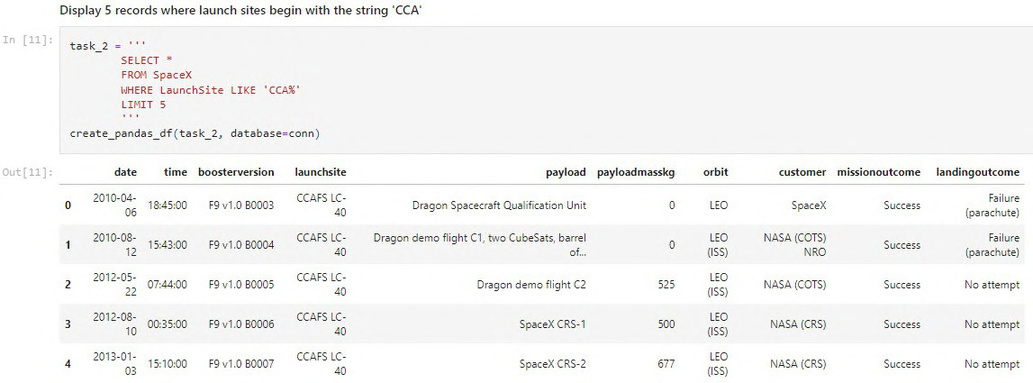 Display 5 records where launch sites begin with the string 'CCA'
In [11]:
task_2 = '''
SELECT *
FROM SpaceX
WHERE LaunchSite LIKE 'CCA%'
LIMIT 5
'''
create_pandas_df(task_2, database=conn)
Out[11]:
date time boosterversion launchsite payload payloadmasskg orbit customer missionoutcome landingoutcome
0 2010-04-06 18:45:00 F9 v1.0 B0003 CCAFS LC-40 Dragon Spacecraft Qualification Unit 0 LEO SpaceX Success Failure (parachute)
1 2010-08-12 15:43:00 F9 v1.0 B0004 CCAFS LC-40 Dragon demo flight C1, two CubeSats, barrel of... 0 LEO (ISS) NASA (COTS) NRO Success Failure (parachute)
2 2012-05-22 07:44:00 F9 v1.0 B0005 CCAFS LC-40 Dragon demo flight C2 525 LEO (ISS) NASA (COTS) Success No attempt
3 2012-08-10 00:35:00 F9 v1.0 B0006 CCAFS LC-40 SpaceX CRS-1 500 LEO (ISS) NASA (CRS) Success No attempt
4 2013-01-03 15:10:00 F9 v1.0 B0007 CCAFS LC-40 SpaceX CRS-2 677 LEO (ISS) NASA (CRS) Success No attempt